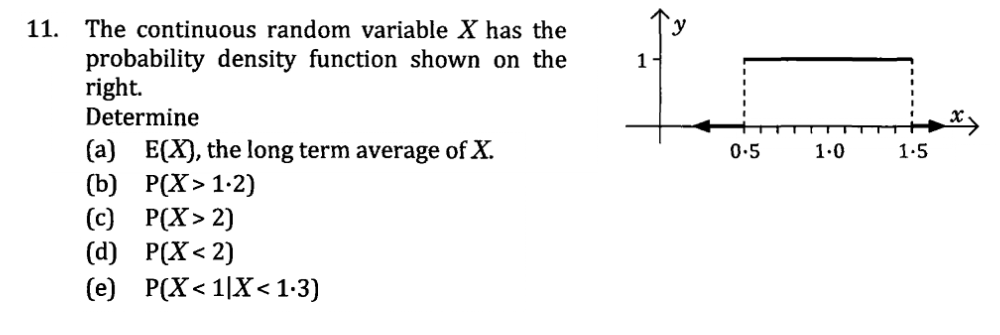 11. The continuous random variable X has the
probability density function shown on the
right.
Determine
(a) E(X), the long term average of X.
(b) P(X > 1·2)
(c) P(X > 2)
(d) P(X < 2)
(e) P(X < 1|X < 1·3)
y
1
x
0·5 1·0 1·5